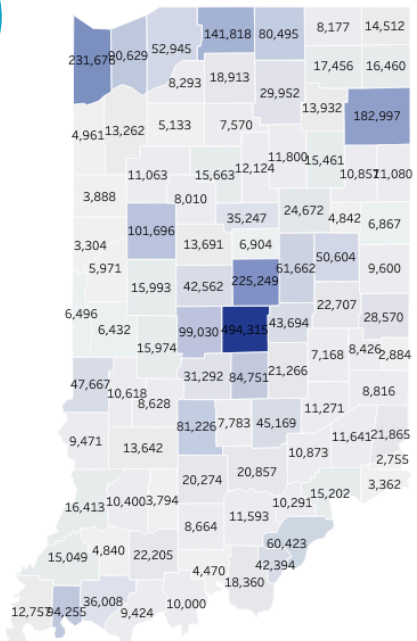 8,177 14,512
141,818 80,495
231,676 90,629 52,945
17,456 16,460
8,293 18,913
29,952
13,932 182,997
4,961 13,262 5,133 7,570
11,063 15,663 12,124 11,800 15,461
10,857 11,080
3,888 8,010
35,247 24,672 4,842 6,867
101,696
3,304 13,691 6,904
5,971 61,662 50,604 9,600
15,993 42,562 225,249
22,707
6,496 28,570
6,432 99,030 494,315 43,694
15,974 7,168 8,426 2,884
31,292 84,751 21,266
47,667 10,618 8,816
8,628 11,271
81,226 7,783 45,169
9,471 13,642 11,641 21,865
10,873 2,755
20,274 20,857 3,362
16,413 10,400 3,794 10,291 15,202
8,664 11,593
60,423
15,049 4,840 22,205 42,394
4,470 18,360
12,757 94,255 36,008 9,424 10,000